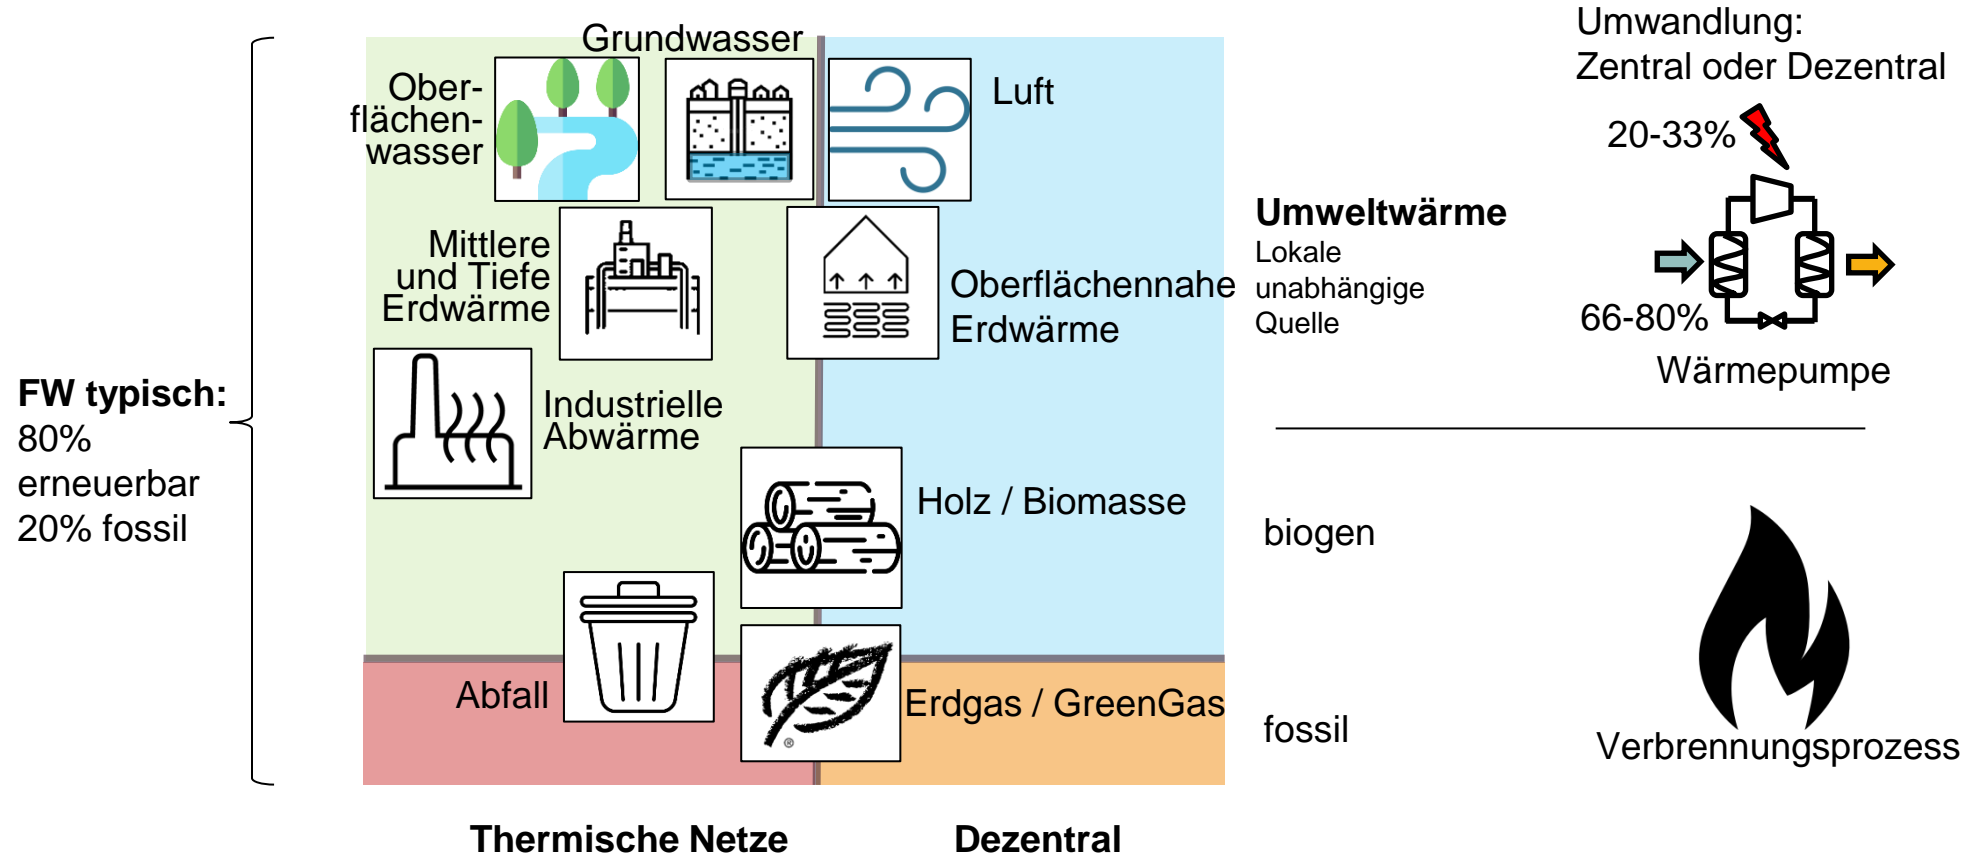 Umwandlung:
Zentral oder Dezentral
20-33%
66-80%
Wärmepumpe
Grundwasser
Ober-
flächen-
wasser
Luft
Mittlere
und Tiefe
Erdwärme
Oberflächennahe
Erdwärme
Umweltwärme
Lokale
unabhängige
Quelle
FW typisch:
80%
erneuerbar
20% fossil
Industrielle
Abwärme
Holz / Biomasse
biogen
Abfall
®
Erdgas / GreenGas
fossil
Verbrennungsprozess
Thermische Netze
Dezentral